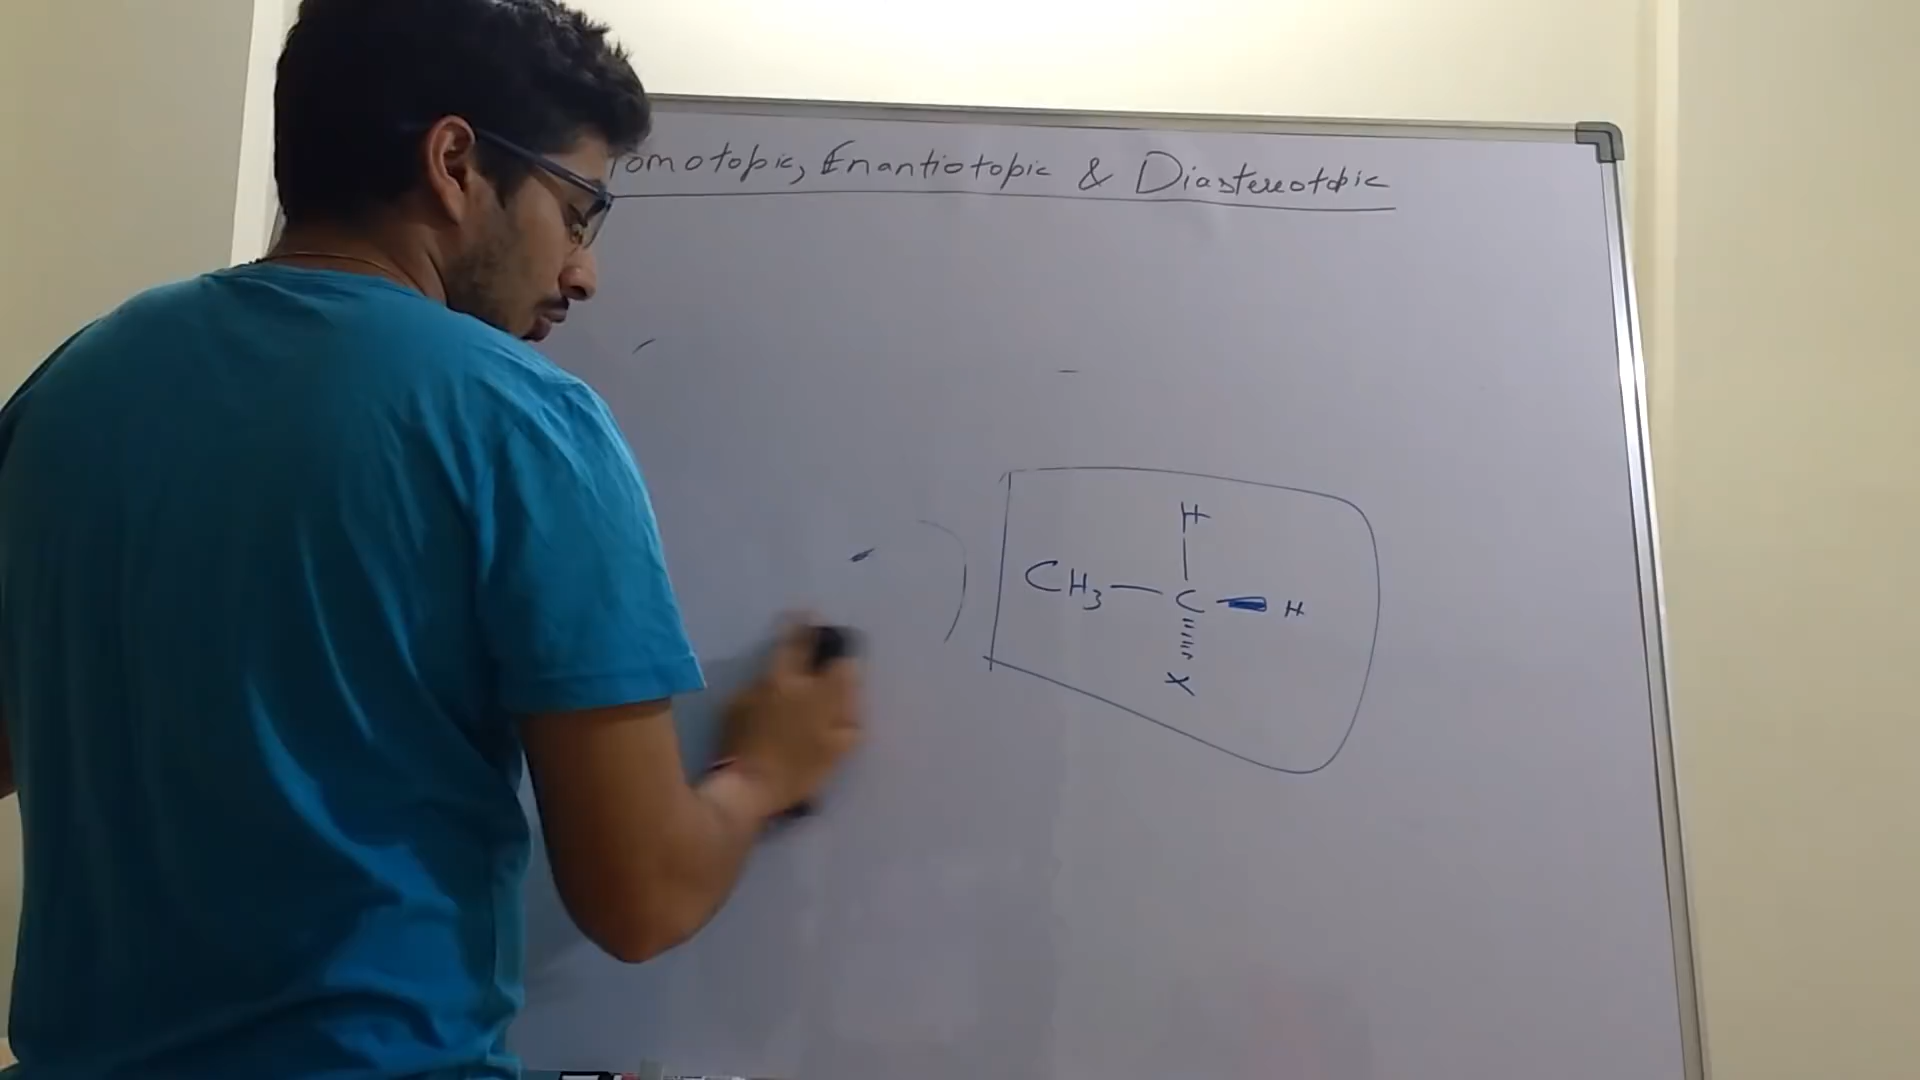 omotopic, Enantiotopic & Diastereotopic
H
CH3 — C — H
X